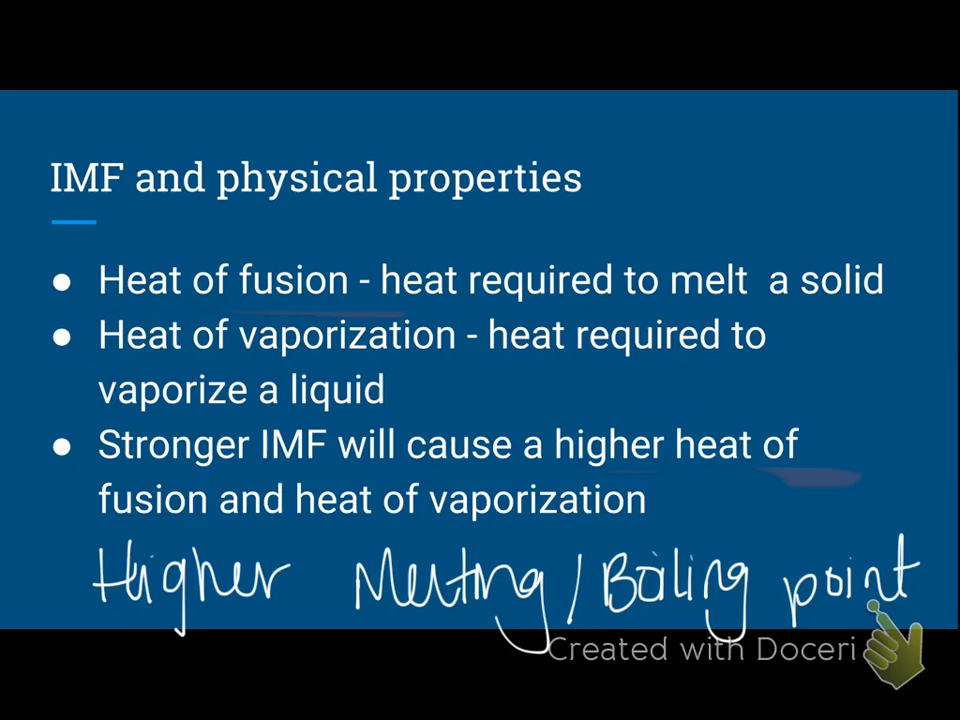 IMF and physical properties
● Heat of fusion - heat required to melt a solid
● Heat of vaporization - heat required to
vaporize a liquid
● Stronger IMF will cause a higher heat of
fusion and heat of vaporization
Higher Melting/Boiling point
Created with Doceri